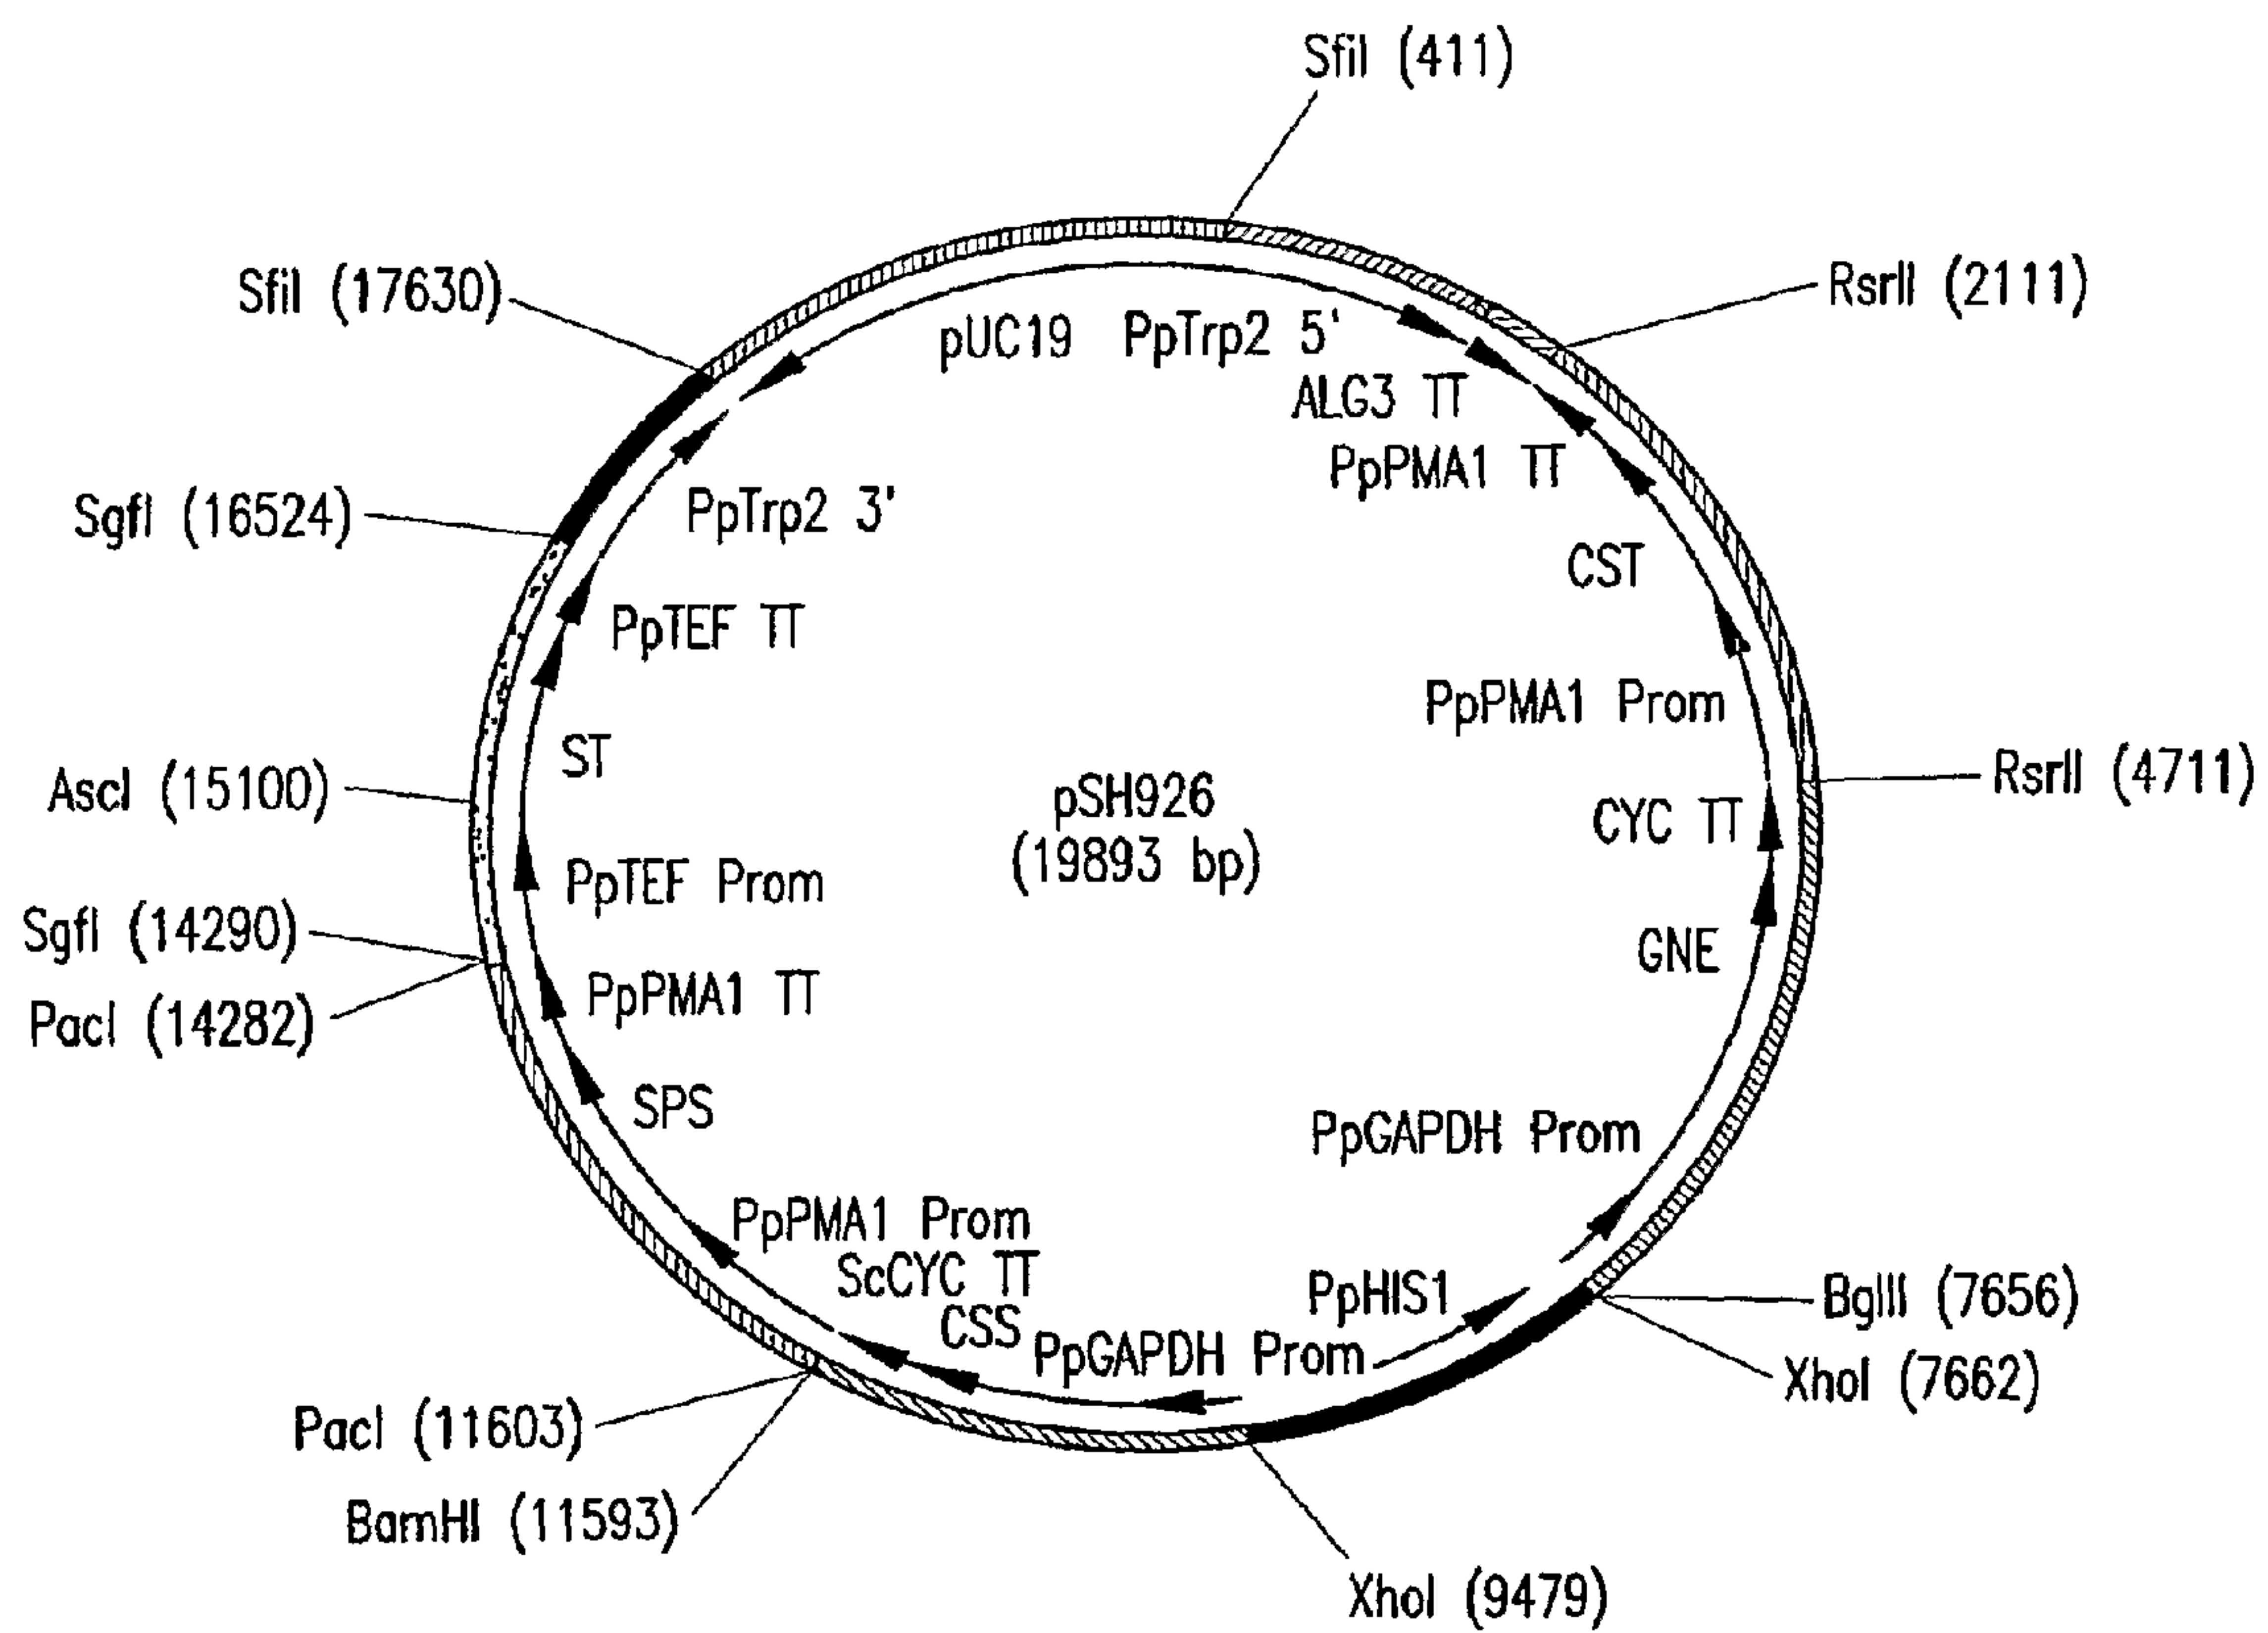 SfiI (411)
SfiI (17630)
RsrII (2111)
pUC19
PpTrp2 5'
ALG3 TT
PpPMA1 TT
SgfI (16524)
PpTrp2 3'
CST
PpTEF TT
PpPMA1 Prom
ST
AscI (15100)
pSH926
(19893 bp)
RsrII (4711)
CYC TT
PpTEF Prom
SgfI (14290)
GNE
PpPMA1 TT
PacI (14282)
SPS
PpGAPDH Prom
PpPMA1 Prom
ScCYC TT
CSS
PpHIS1
BglII (7656)
PpGAPDH Prom
XhoI (7662)
PacI (11603)
BamHI (11593)
XhoI (9479)